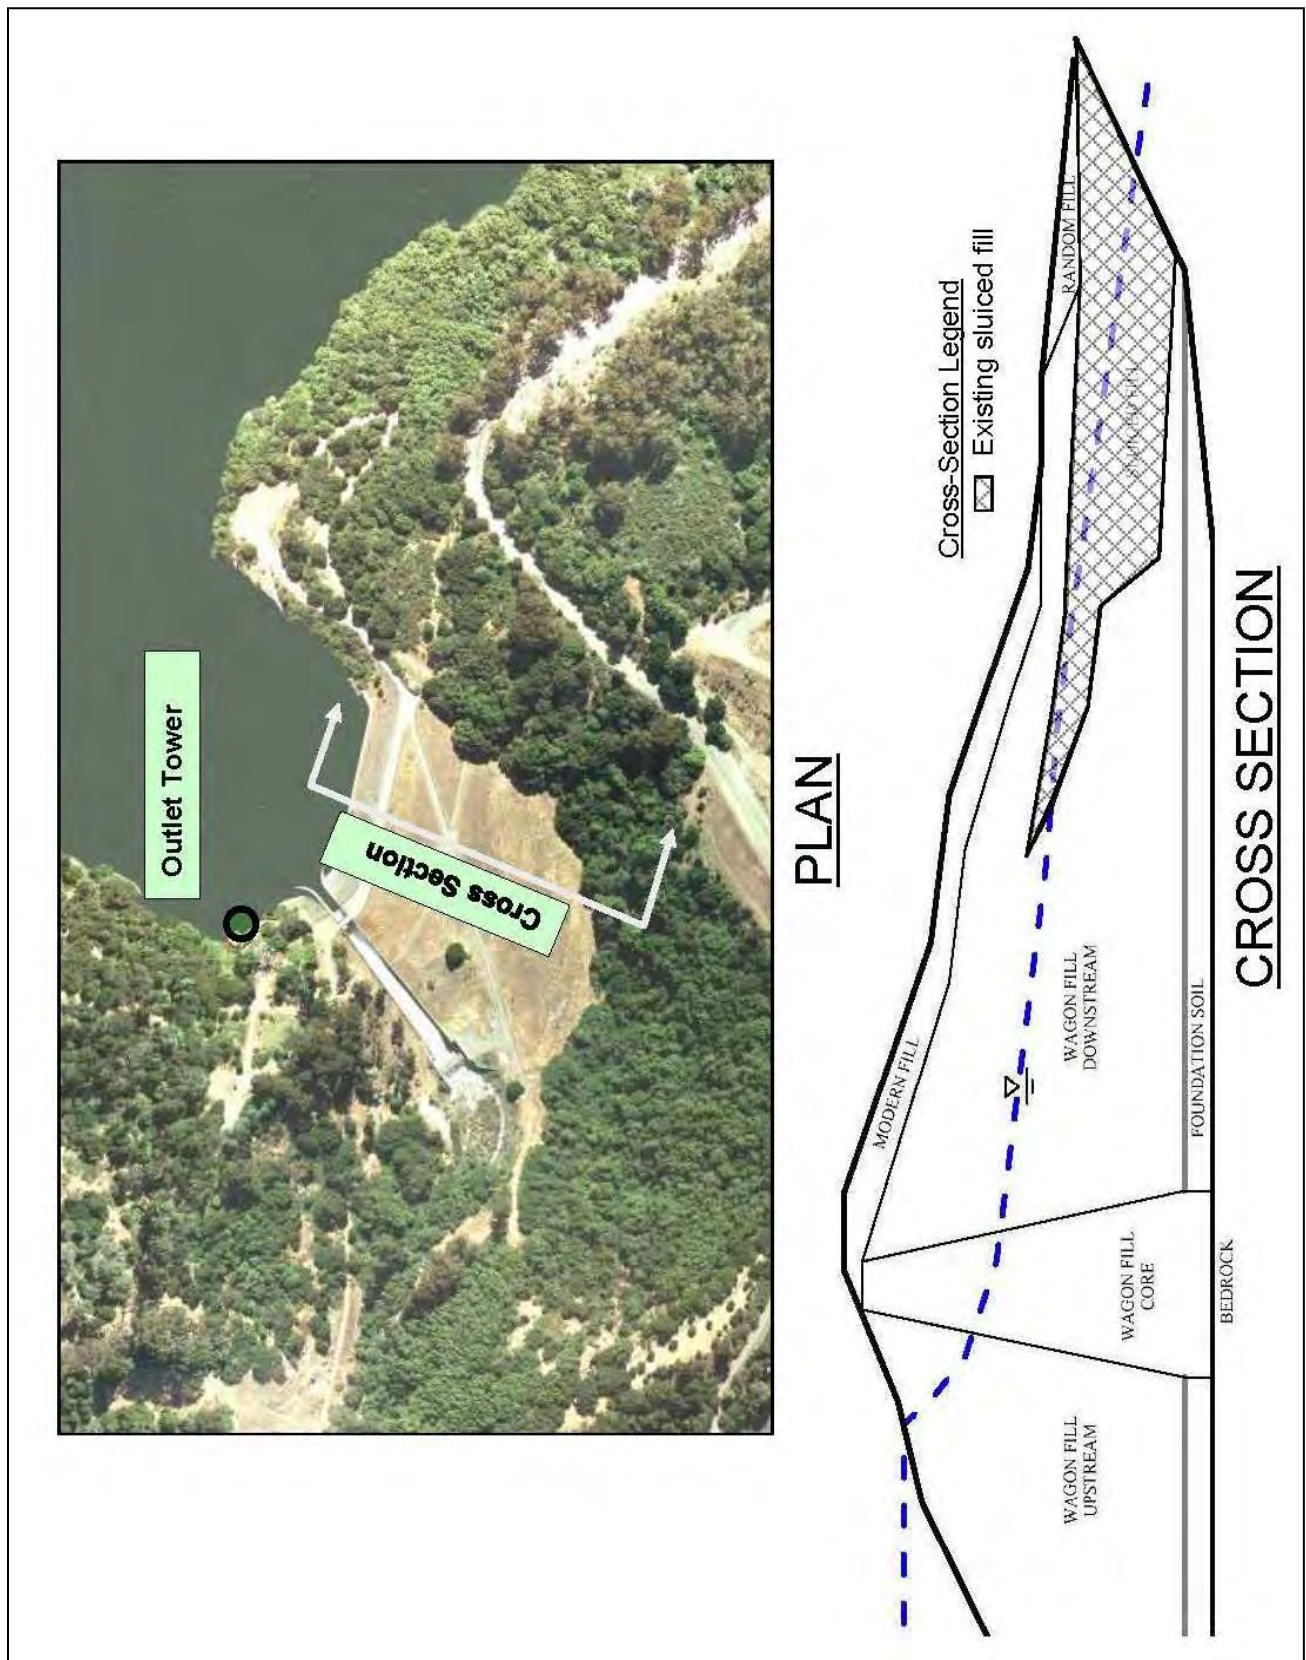 Outlet Tower
Cross Section
PLAN
Cross-Section Legend
Existing sluiced fill
MODERN FILL
RANDOM FILL
WAGON FILL
UPSTREAM
WAGON FILL
CORE
WAGON FILL
DOWNSTREAM
FOUNDATION SOIL
BEDROCK
CROSS SECTION